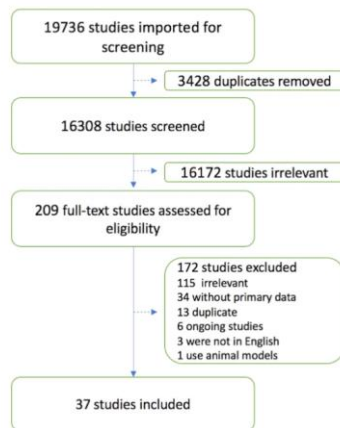 19736 studies imported for
screening
3428 duplicates removed
16308 studies screened
16172 studies irrelevant
209 full-text studies assessed for
eligibility
172 studies excluded
115 irrelevant
34 without primary data
13 duplicate
6 ongoing studies
3 were not in English
1 use animal models
37 studies included